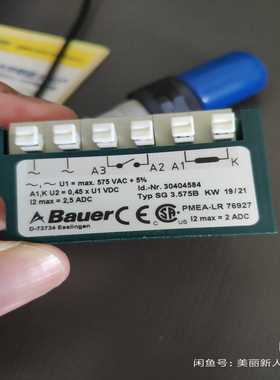 ~ ~ A3 A2 A1 K
~, ~ U1 = max. 575 VAC + 5%
Id.-Nr. 30404584
A1,K U2 = 0,45 x U1 VDC
Typ SG 3.575B KW 19/21
I2 max = 2,5 ADC
Bauer CE CSA
PMEA-LR 76927
I2 max = 2 ADC
D-73734 Esslingen
闲鱼号:美丽新人